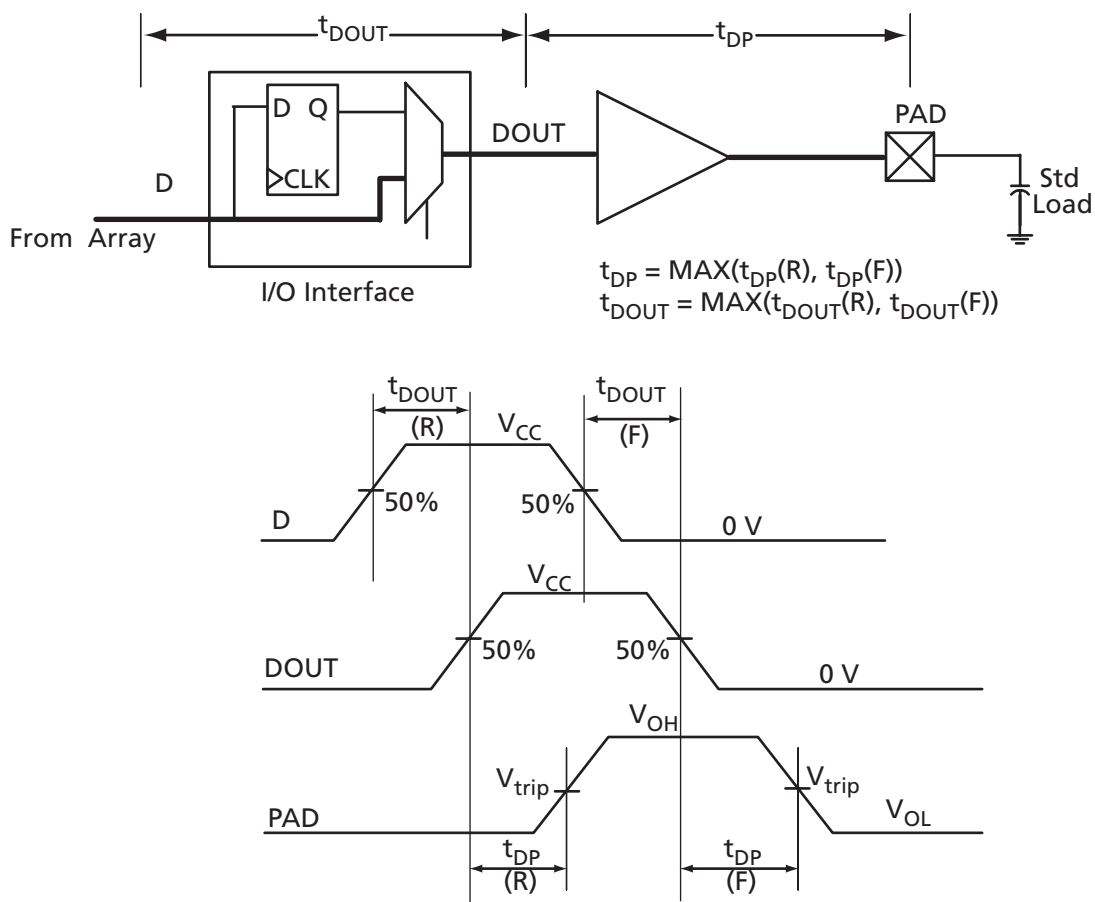 tDOUT
tDP
D Q
CLK
D
From Array
I/O Interface
DOUT
PAD
Std
Load
tDP = MAX(tDP(R), tDP(F))
tDOUT = MAX(tDOUT(R), tDOUT(F))
tDOUT
(R)
VCC
tDOUT
(F)
50%
50%
D
0 V
VCC
50%
50%
DOUT
0 V
VOH
Vtrip
Vtrip
PAD
VOL
tDP
(R)
tDP
(F)